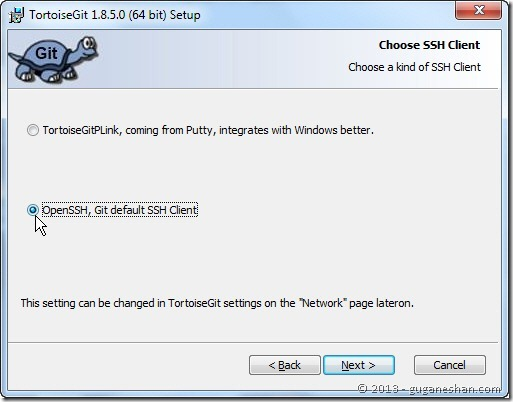 TortoiseGit 1.8.5.0 (64 bit) Setup
Git
Choose SSH Client
Choose a kind of SSH Client
TortoiseGitPLink, coming from Putty, integrates with Windows better.
OpenSSH, Git default SSH Client
This setting can be changed in TortoiseGit settings on the "Network" page lateron.
< Back
Next >
Cancel
© 2013 - guganeshan.com